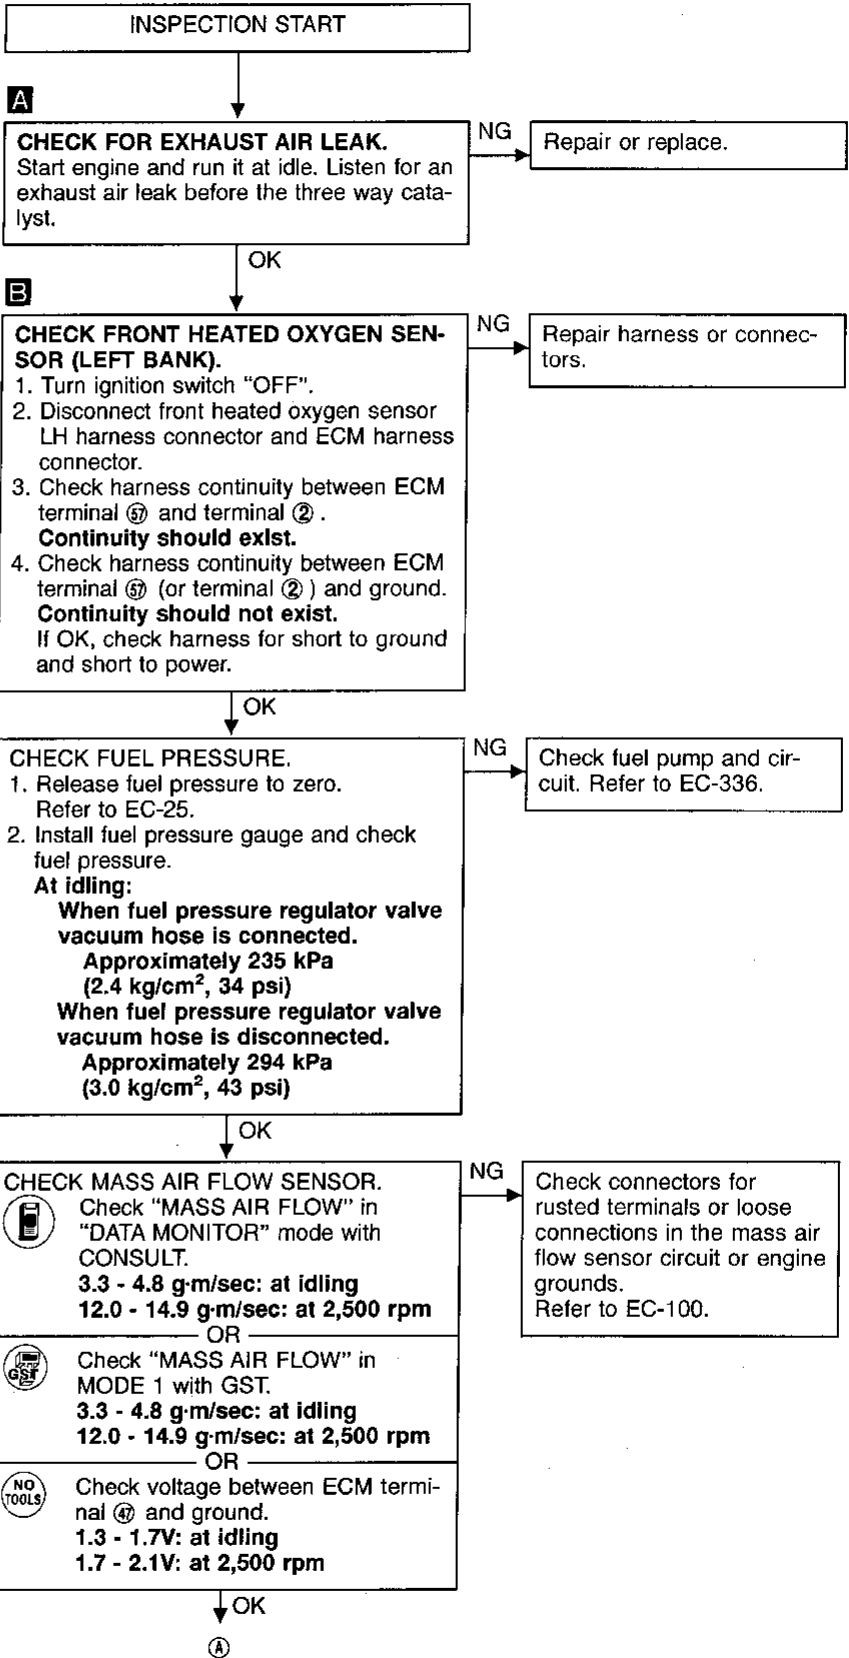 INSPECTION START
A
CHECK FOR EXHAUST AIR LEAK.
Start engine and run it at idle. Listen for an
exhaust air leak before the three way cata-
lyst.
NG
Repair or replace.
OK
B
CHECK FRONT HEATED OXYGEN SEN-
SOR (LEFT BANK).
1. Turn ignition switch “OFF”.
2. Disconnect front heated oxygen sensor
LH harness connector and ECM harness
connector.
3. Check harness continuity between ECM
terminal 57 and terminal ② .
Continuity should exist.
4. Check harness continuity between ECM
terminal 57 (or terminal ② ) and ground.
Continuity should not exist.
If OK, check harness for short to ground
and short to power.
NG
Repair harness or connec-
tors.
OK
CHECK FUEL PRESSURE.
1. Release fuel pressure to zero.
Refer to EC-25.
2. Install fuel pressure gauge and check
fuel pressure.
At idling:
When fuel pressure regulator valve
vacuum hose is connected.
Approximately 235 kPa
(2.4 kg/cm², 34 psi)
When fuel pressure regulator valve
vacuum hose is disconnected.
Approximately 294 kPa
(3.0 kg/cm², 43 psi)
NG
Check fuel pump and cir-
cuit. Refer to EC-336.
OK
CHECK MASS AIR FLOW SENSOR.
Check “MASS AIR FLOW” in
“DATA MONITOR” mode with
CONSULT.
3.3 - 4.8 g·m/sec: at idling
12.0 - 14.9 g·m/sec: at 2,500 rpm
OR
GST
Check “MASS AIR FLOW” in
MODE 1 with GST.
3.3 - 4.8 g·m/sec: at idling
12.0 - 14.9 g·m/sec: at 2,500 rpm
OR
NO
TOOLS
Check voltage between ECM termi-
nal ㊼ and ground.
1.3 - 1.7V: at idling
1.7 - 2.1V: at 2,500 rpm
NG
Check connectors for
rusted terminals or loose
connections in the mass air
flow sensor circuit or engine
grounds.
Refer to EC-100.
OK
Ⓐ